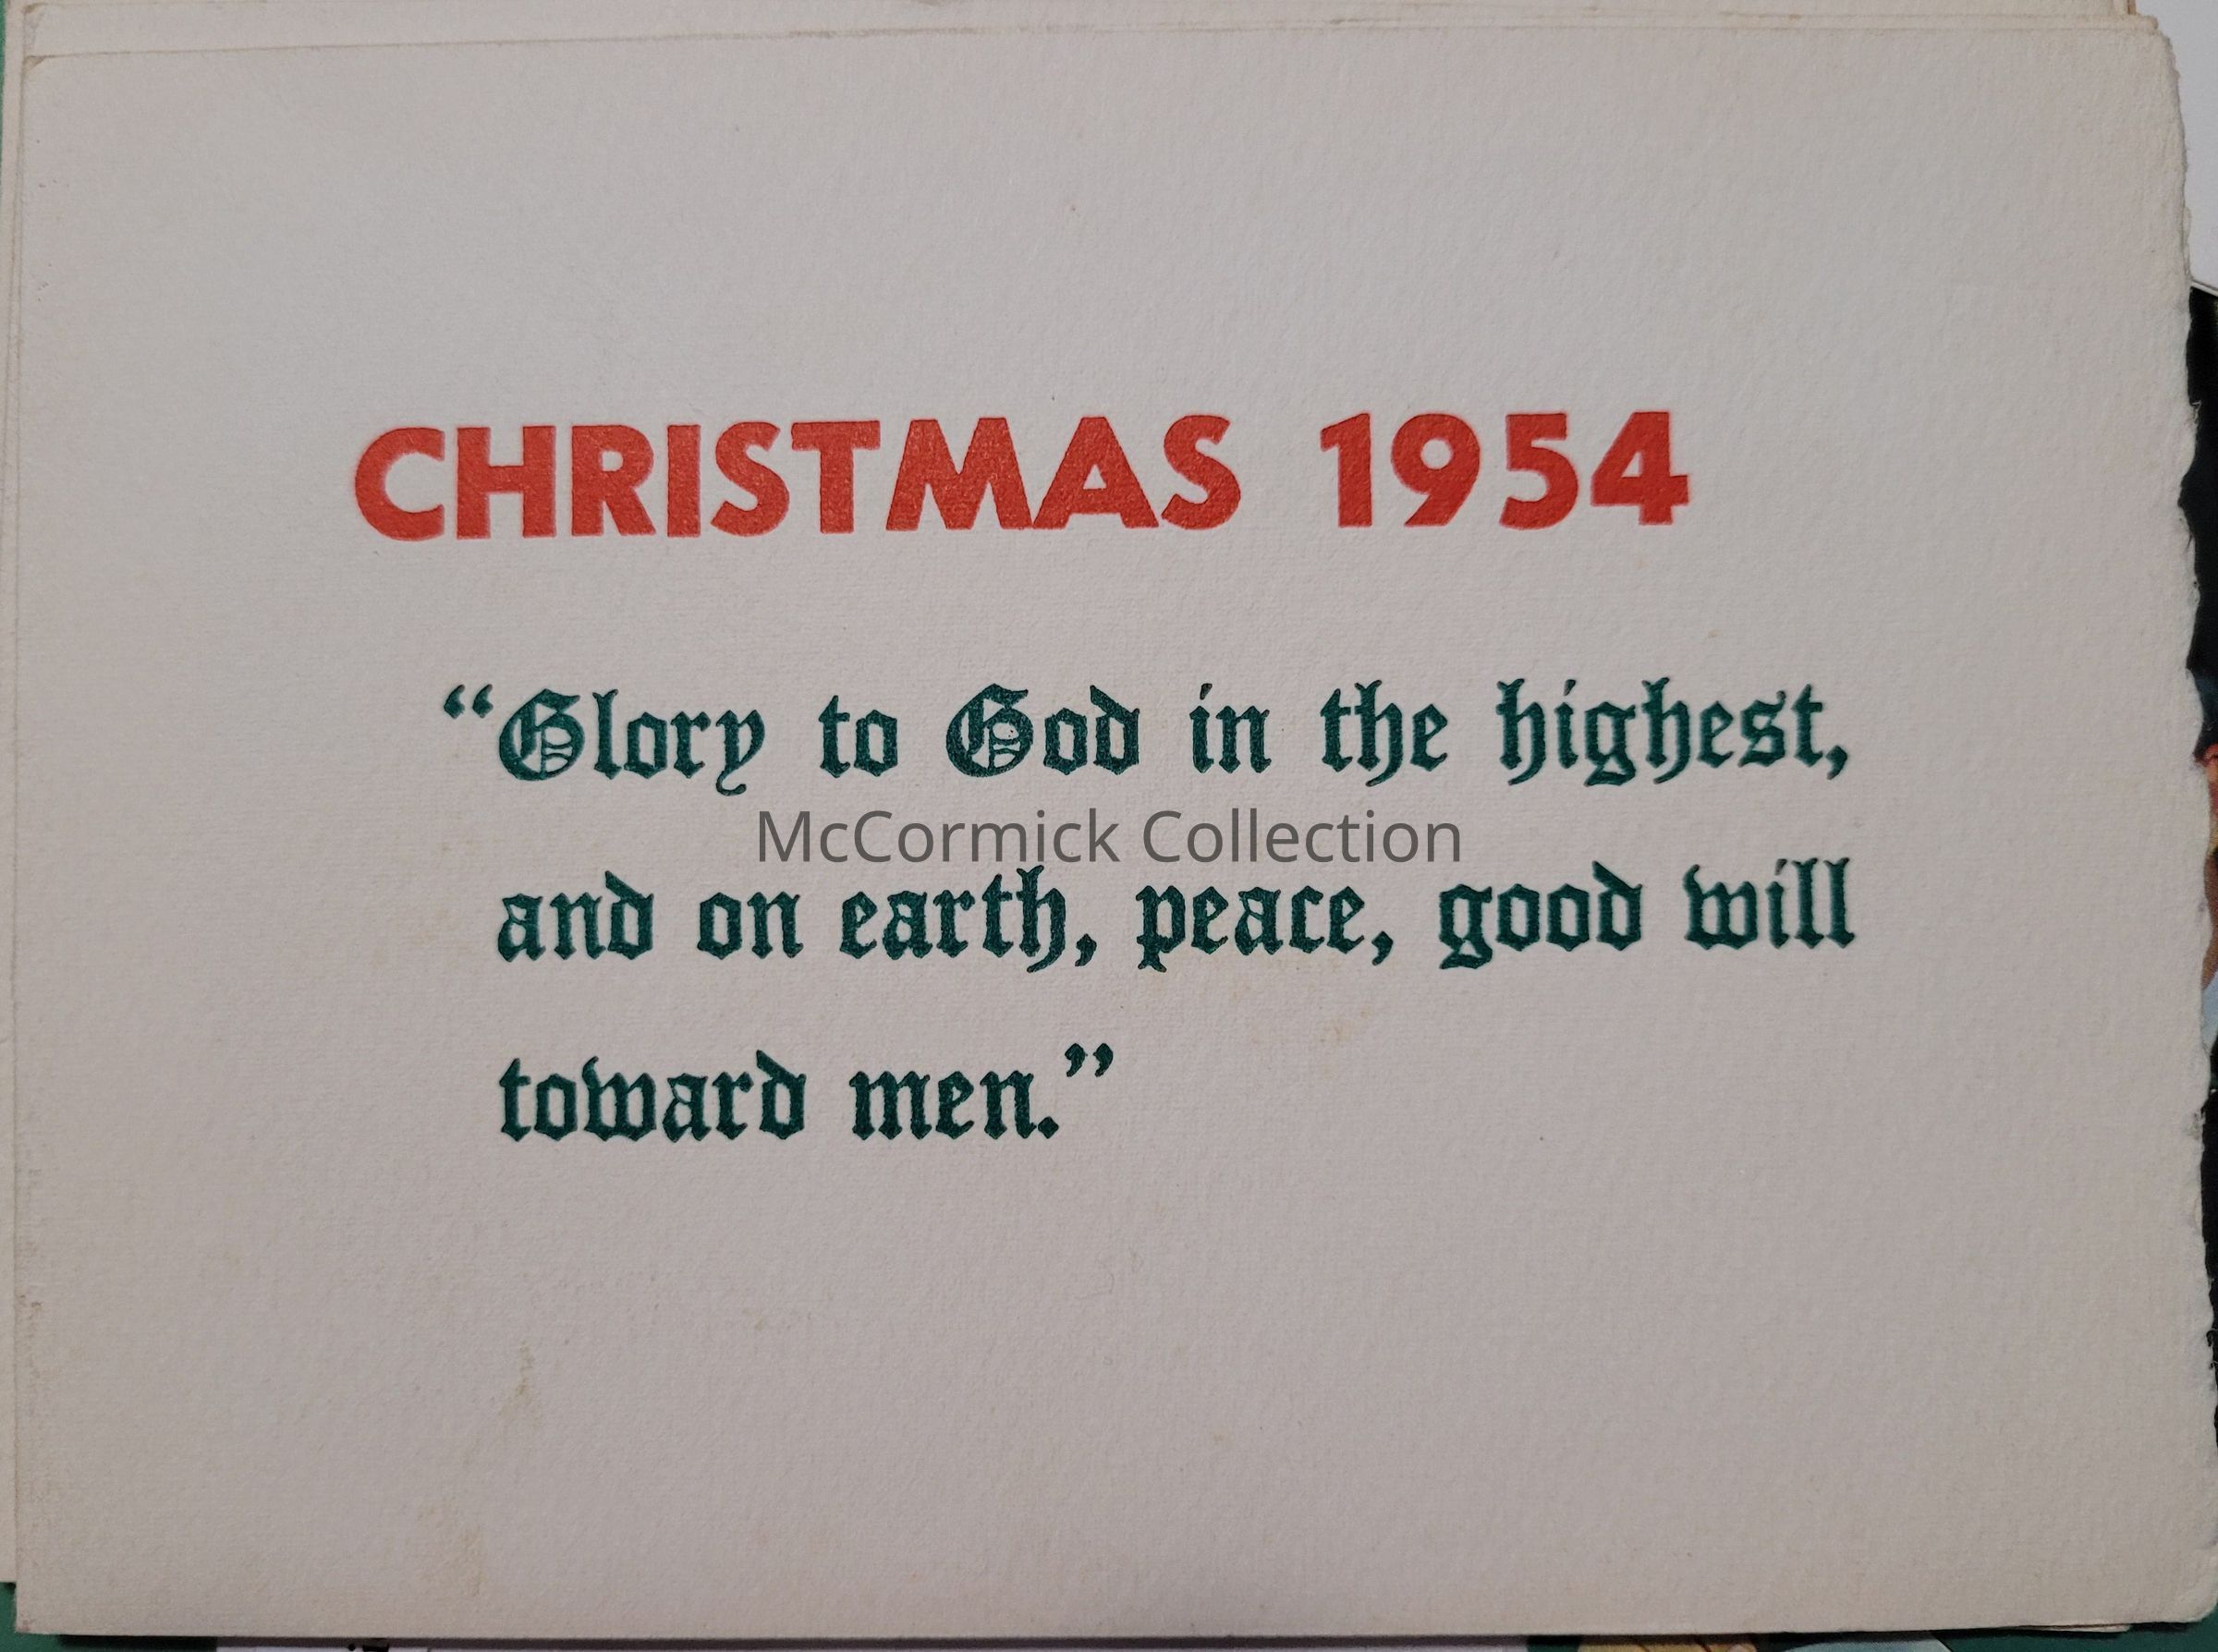 CHRISTMAS 1954
“Glory to God in the highest,
McCormick Collection
and on earth, peace, good will
toward men.”